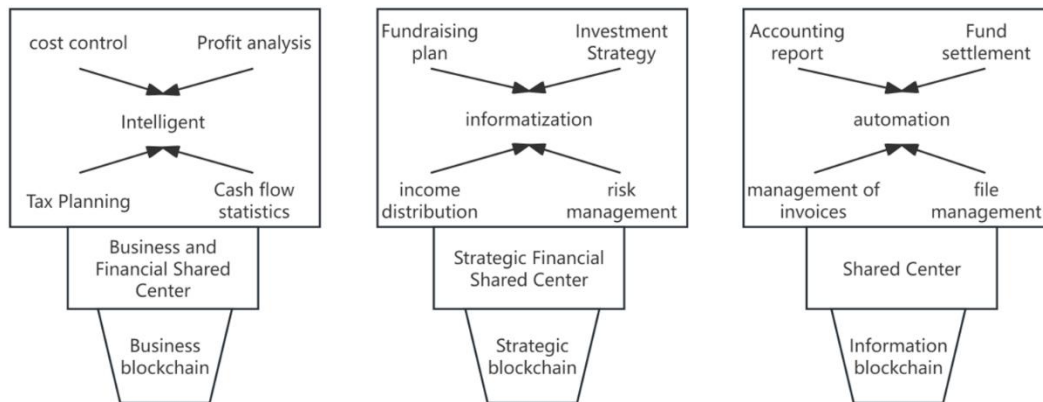 cost control
Profit analysis
Intelligent
Tax Planning
Cash flow
statistics
Business and
Financial Shared
Center
Business
blockchain
Fundraising
plan
Investment
Strategy
informatization
income
distribution
risk
management
Strategic Financial
Shared Center
Strategic
blockchain
Accounting
report
Fund
settlement
automation
management of
invoices
file
management
Shared Center
Information
blockchain